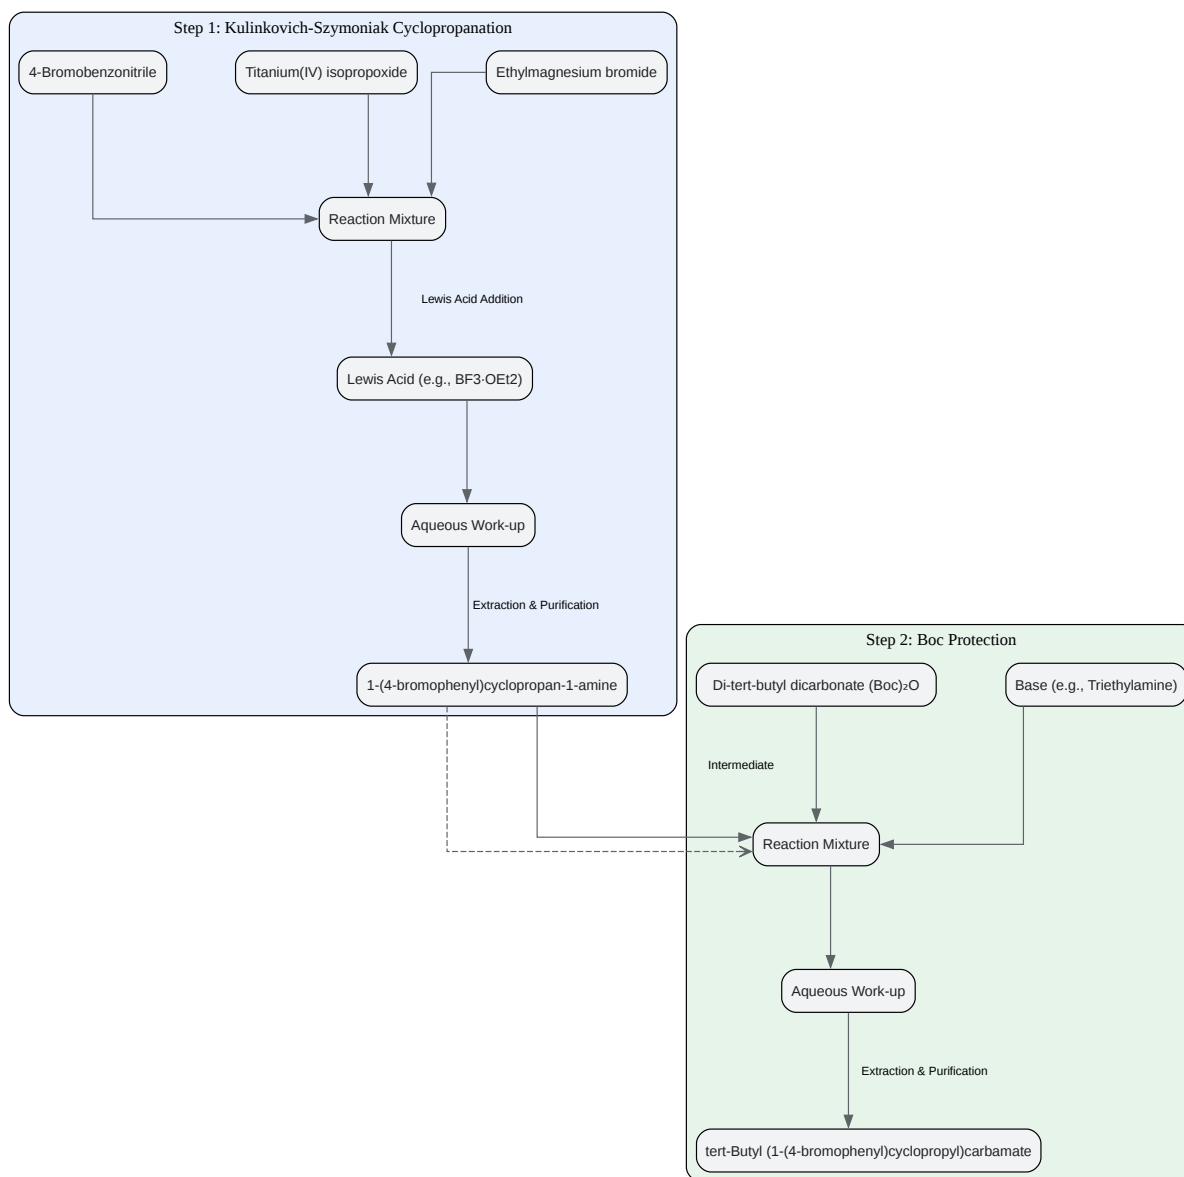 Step 1: Kulinkovich-Szymoniak Cyclopropanation
4-Bromobenzonitrile
Titanium(IV) isopropoxide
Ethylmagnesium bromide
Reaction Mixture
Lewis Acid Addition
Lewis Acid (e.g., BF3·OEt2)
Aqueous Work-up
Extraction & Purification
1-(4-bromophenyl)cyclopropan-1-amine
Step 2: Boc Protection
Di-tert-butyl dicarbonate (Boc)₂O
Base (e.g., Triethylamine)
Intermediate
Reaction Mixture
Aqueous Work-up
Extraction & Purification
tert-Butyl (1-(4-bromophenyl)cyclopropyl)carbamate